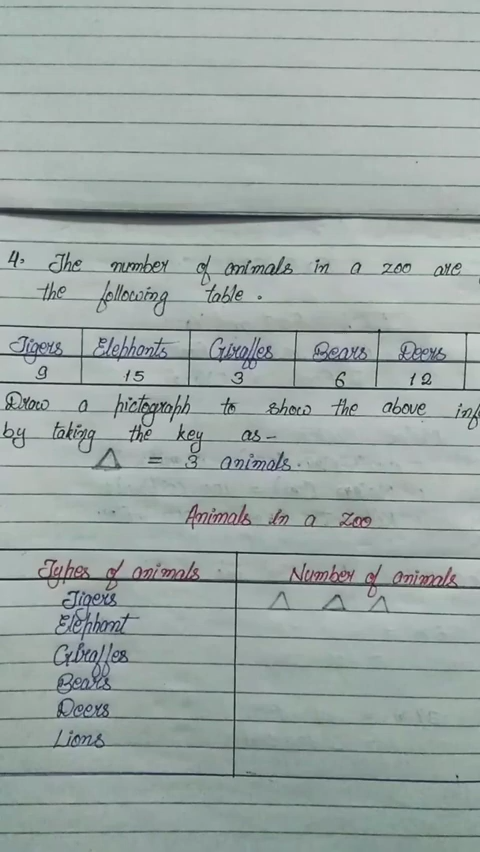 4. The number of animals in a zoo are
the following table.
Tigers Elephants Giraffes Bears Deers
9 15 3 6 12
Draw a pictograph to show the above inf
by taking the key as-
Δ = 3 animals.
Animals in a zoo
Types of animals Number of animals
Tigers Δ Δ Δ
Elephant
Giraffes
Bears
Deers
Lions